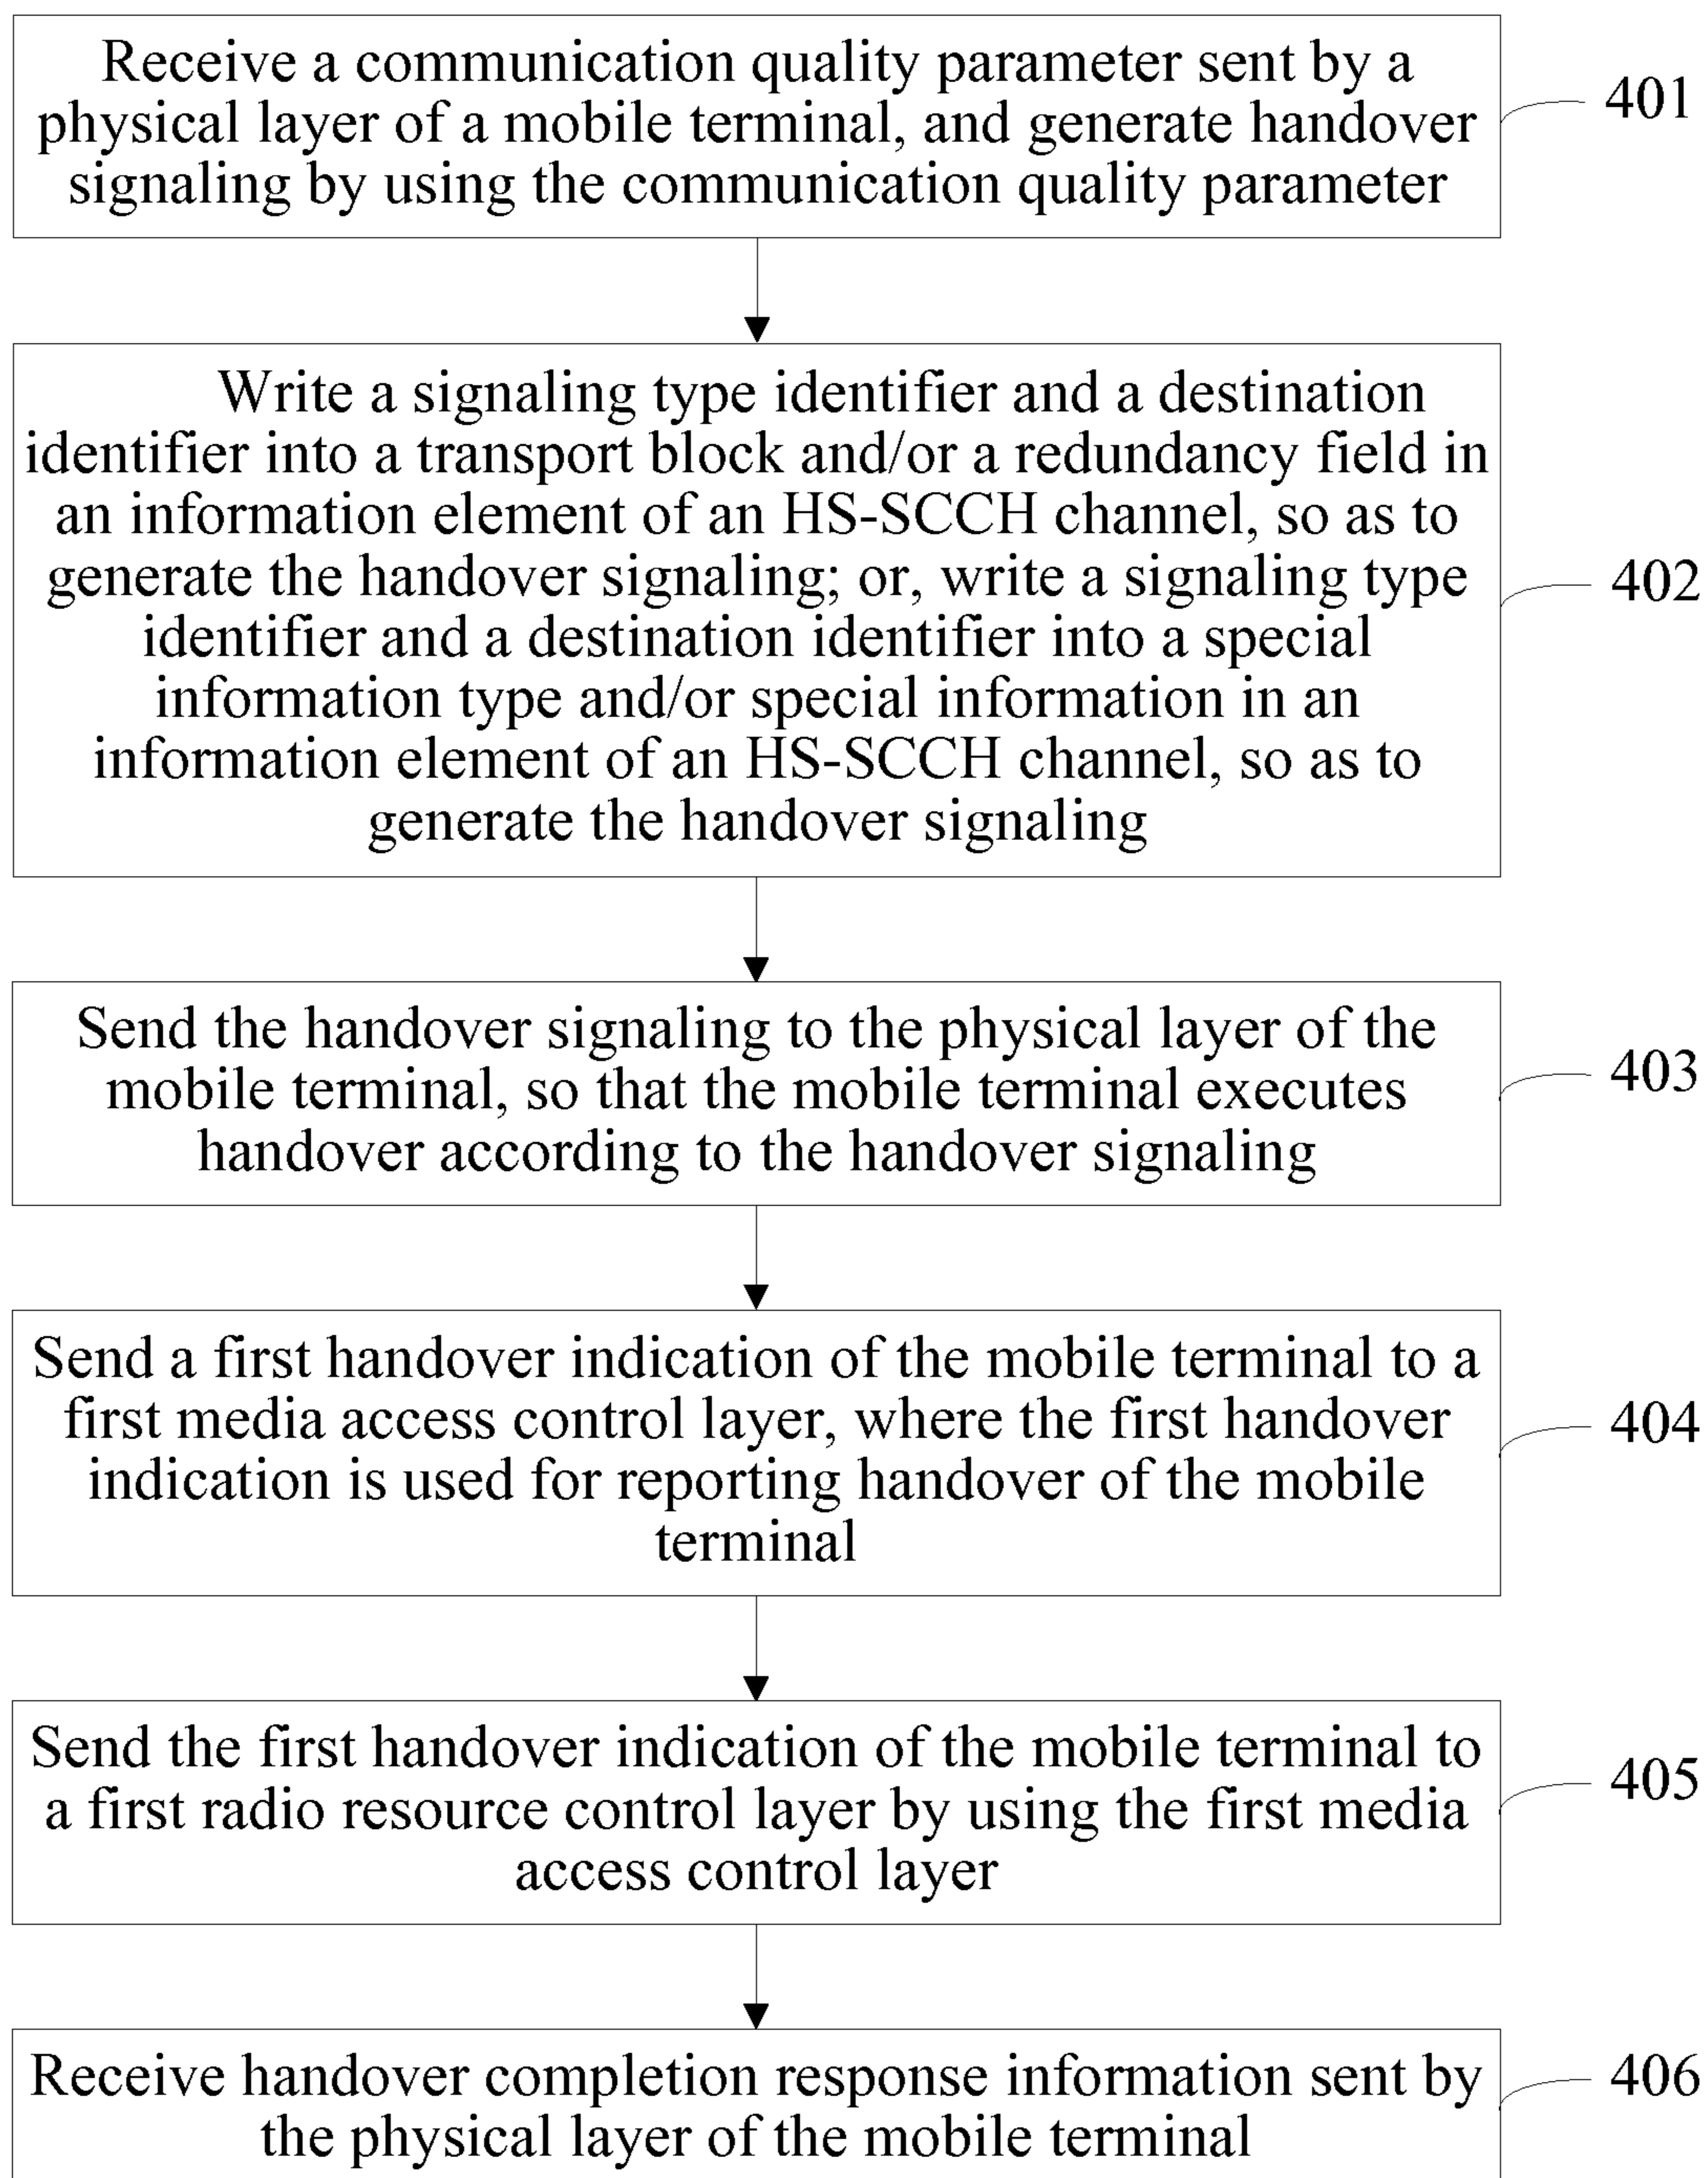 Receive a communication quality parameter sent by a
physical layer of a mobile terminal, and generate handover
signaling by using the communication quality parameter
401
Write a signaling type identifier and a destination
identifier into a transport block and/or a redundancy field in
an information element of an HS-SCCH channel, so as to
generate the handover signaling; or, write a signaling type
identifier and a destination identifier into a special
information type and/or special information in an
information element of an HS-SCCH channel, so as to
generate the handover signaling
402
Send the handover signaling to the physical layer of the
mobile terminal, so that the mobile terminal executes
handover according to the handover signaling
403
Send a first handover indication of the mobile terminal to a
first media access control layer, where the first handover
indication is used for reporting handover of the mobile
terminal
404
Send the first handover indication of the mobile terminal to
a first radio resource control layer by using the first media
access control layer
405
Receive handover completion response information sent by
the physical layer of the mobile terminal
406